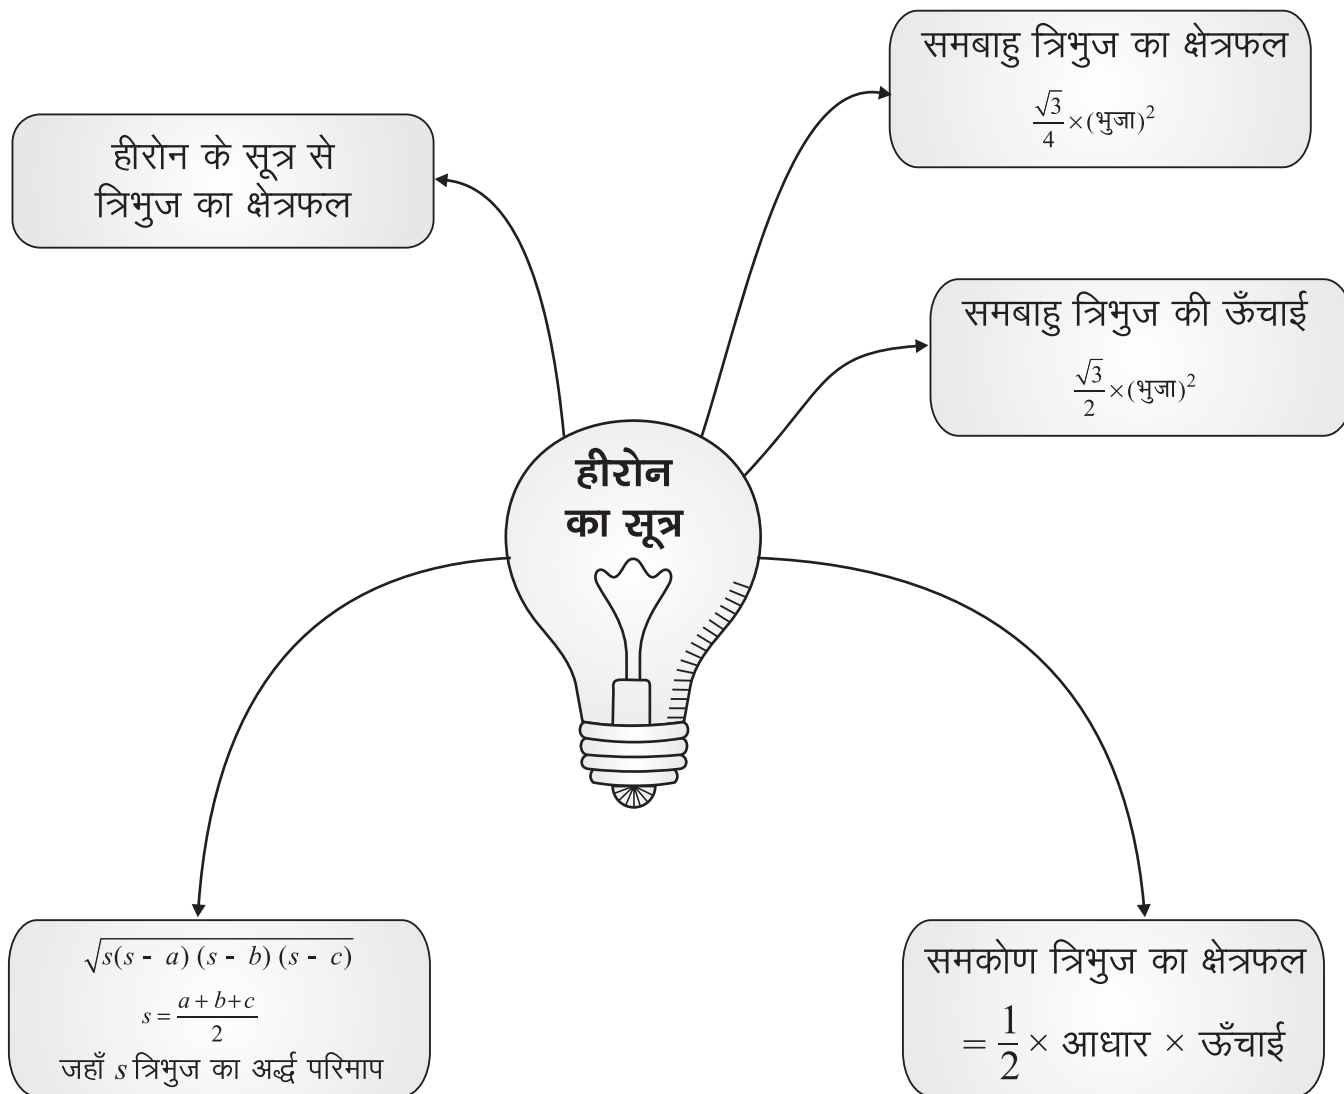 समबाहु त्रिभुज का क्षेत्रफल
√3/4 × (भुजा)²
हीरोन के सूत्र से
त्रिभुज का क्षेत्रफल
समबाहु त्रिभुज की ऊँचाई
√3/2 × (भुजा)²
हीरोन
का सूत्र
√s(s - a) (s - b) (s - c)
s = a+b+c/2
जहाँ s त्रिभुज का अर्द्ध परिमाप
समकोण त्रिभुज का क्षेत्रफल
= 1/2 × आधार × ऊँचाई